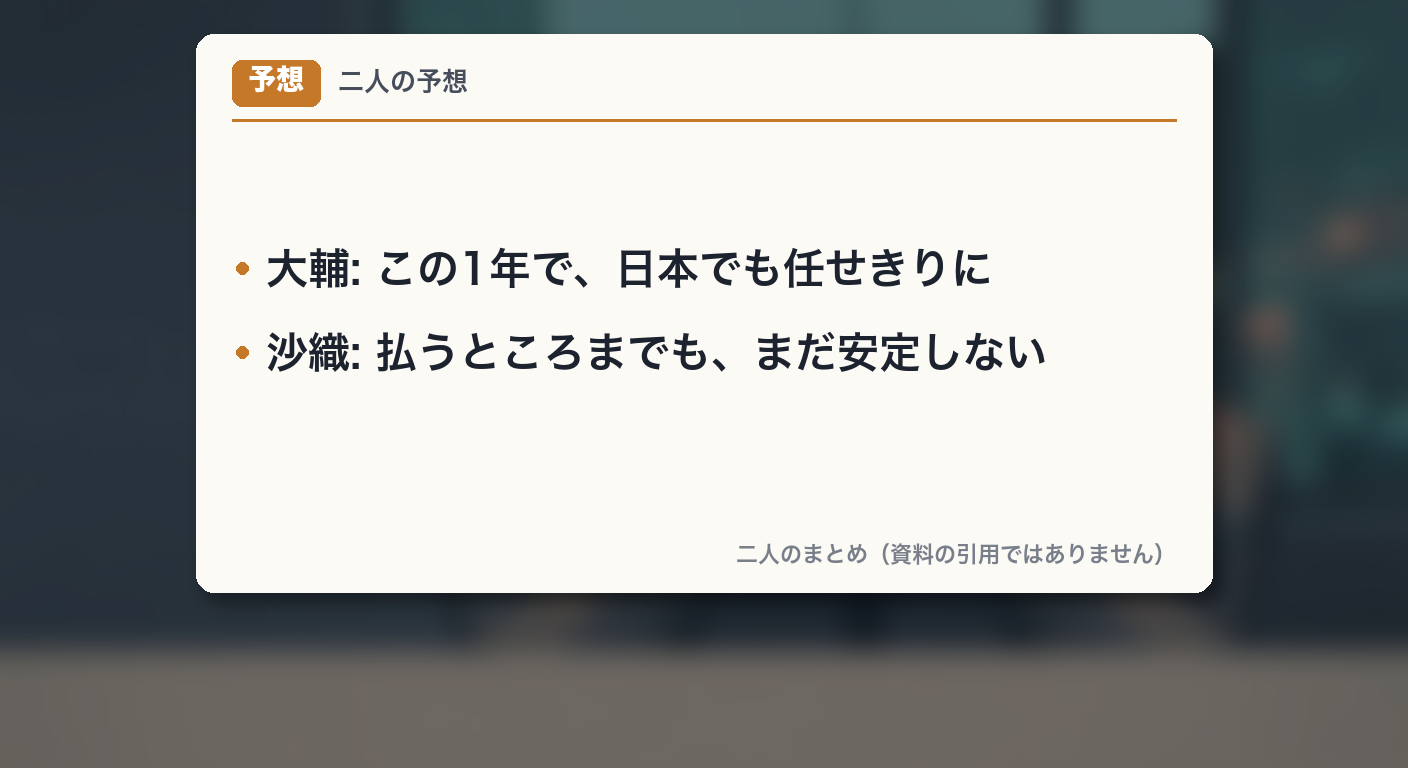 予想 二人の予想
• 大輔: この1年で、日本でも任せきりに
• 沙織: 払うところまでも、まだ安定しない
二人のまとめ（資料の引用ではありません）